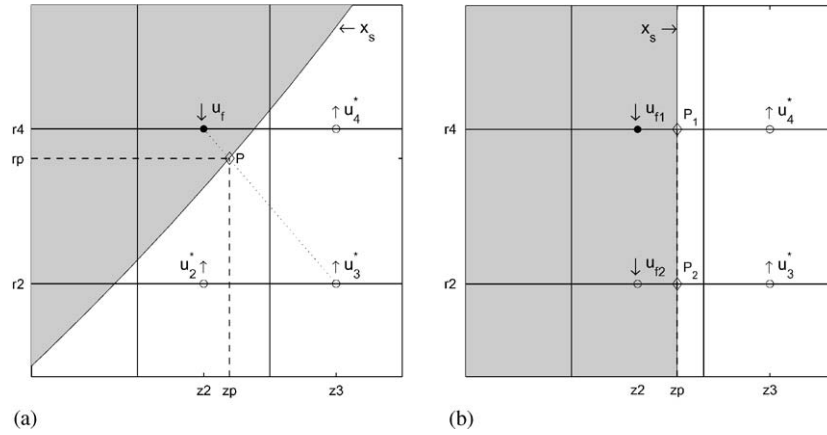 ← x_s
↓ u_f
↑ u_4^*
r4
rp
P
u_2^* ↑
↑ u_3^*
r2
z2 zp z3
(a)
x_s →
↓ u_f1
P_1
↑ u_4^*
r4
↓ u_f2
P_2
↑ u_3^*
r2
z2 zp z3
(b)